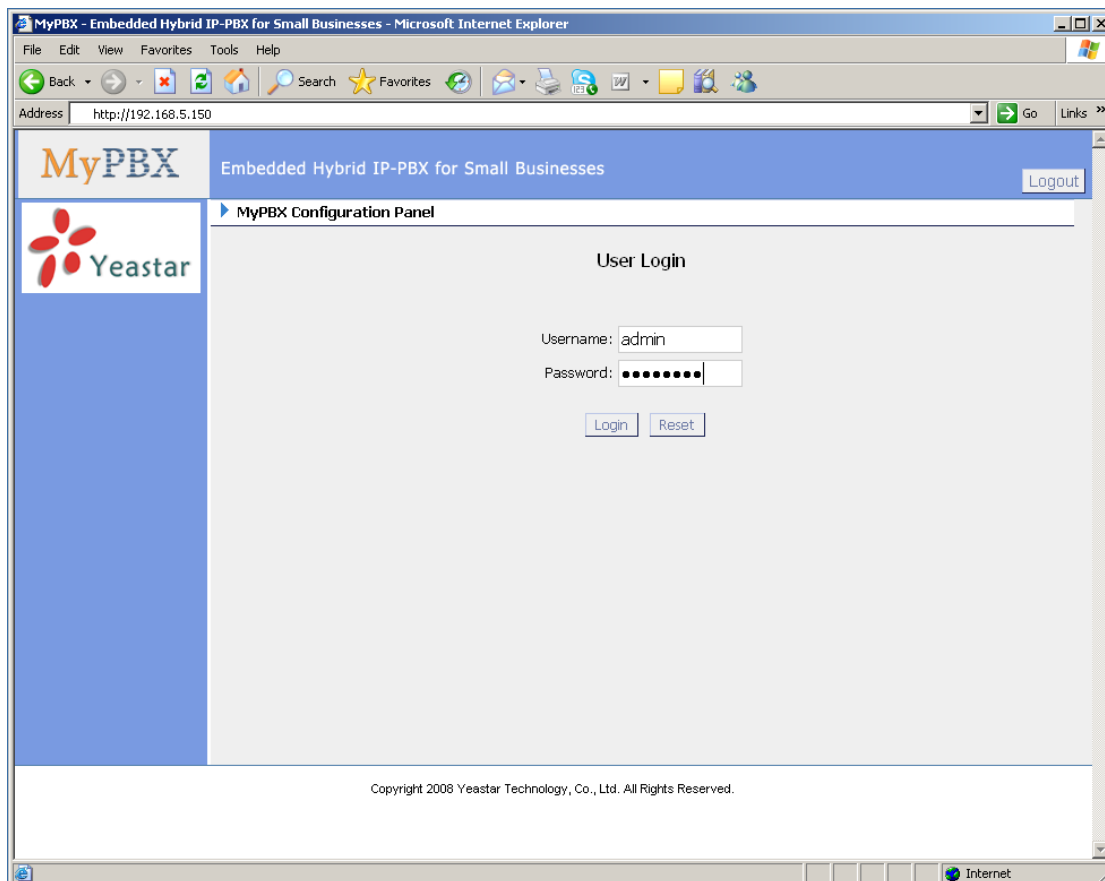 MyPBX - Embedded Hybrid IP-PBX for Small Businesses - Microsoft Internet Explorer
File Edit View Favorites Tools Help
Back Search Favorites 123 W
Address http://192.168.5.150 Go Links »
MyPBX
Embedded Hybrid IP-PBX for Small Businesses
Logout
Yeastar
MyPBX Configuration Panel
User Login
Username: admin
Password: ●●●●●●●●
Login Reset
Copyright 2008 Yeastar Technology, Co., Ltd. All Rights Reserved.
Internet